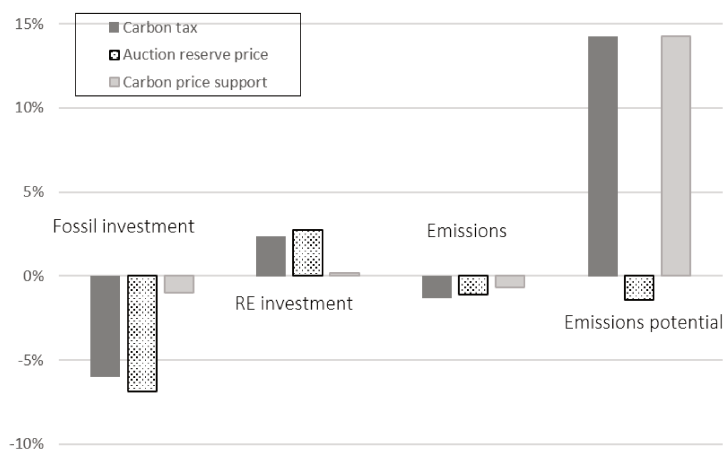 15%
Carbon tax
Auction reserve price
Carbon price support
10%
5%
Fossil investment
Emissions
0%
RE investment
Emissions potential
-5%
-10%